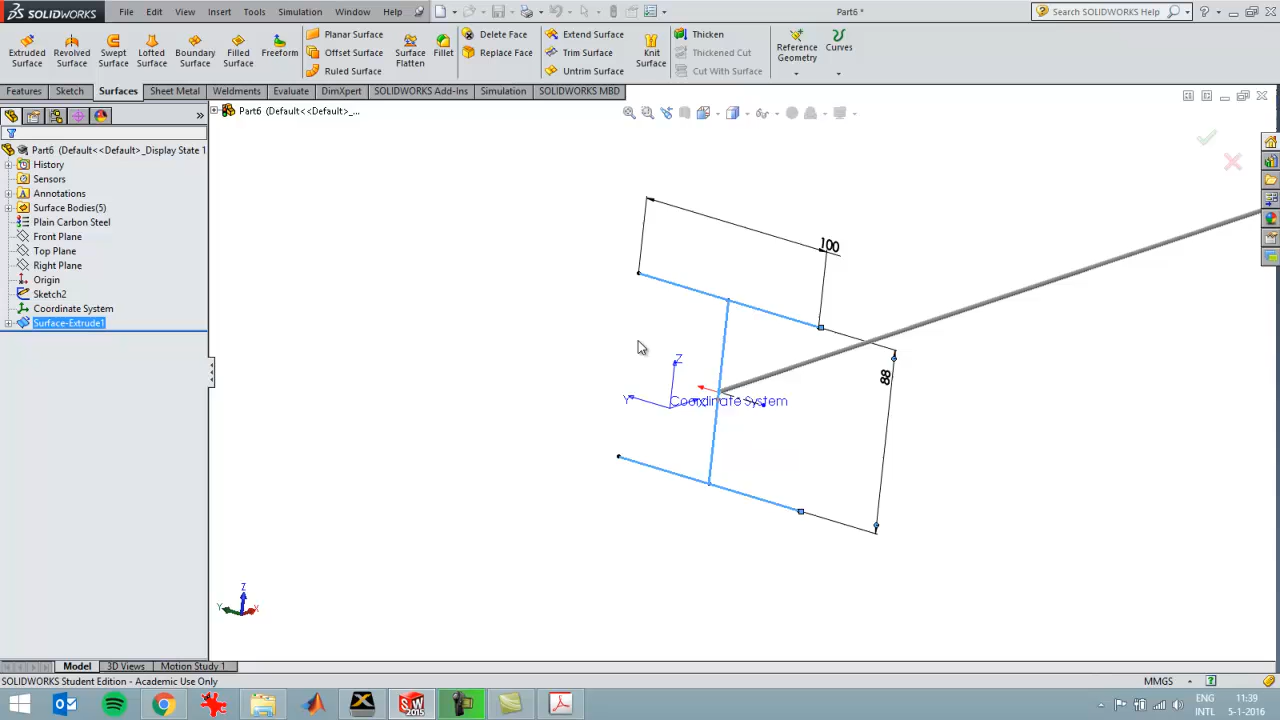 SOLIDWORKS File Edit View Insert Tools Simulation Window Help Part6 * Search SOLIDWORKS Help
Extruded Surface Revolved Surface Swept Surface Lofted Surface Boundary Surface Filled Surface Freeform Planar Surface Offset Surface Ruled Surface Surface Flatten Fillet Delete Face Replace Face Extend Surface Trim Surface Untrim Surface Knit Surface Thicken Thickened Cut Cut With Surface Reference Geometry Curves
Features Sketch Surfaces Sheet Metal Weldments Evaluate DimXpert SOLIDWORKS Add-Ins Simulation SOLIDWORKS MBD
Part6 (Default<<Default>_...
Part6 (Default<<Default>_Display State 1
History
Sensors
Annotations
Surface Bodies(5)
Plain Carbon Steel
Front Plane
Top Plane
Right Plane
Origin
Sketch2
Coordinate System
Surface-Extrude1
100
88
Z
Y
X
Coordinate System
Z
Y
X
Model 3D Views Motion Study 1
SOLIDWORKS Student Edition - Academic Use Only MMGS
SW 2015
ENG 11:39
INTL 5-1-2016